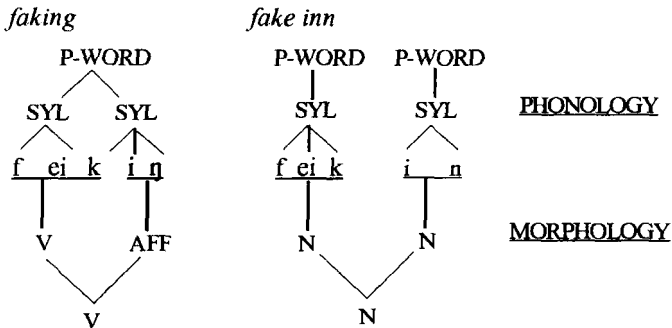 faking fake inn
P-WORD P-WORD P-WORD
SYL SYL SYL SYL PHONOLOGY
f ei k i ŋ f ei k i n
V AFF N N MORPHOLOGY
V N